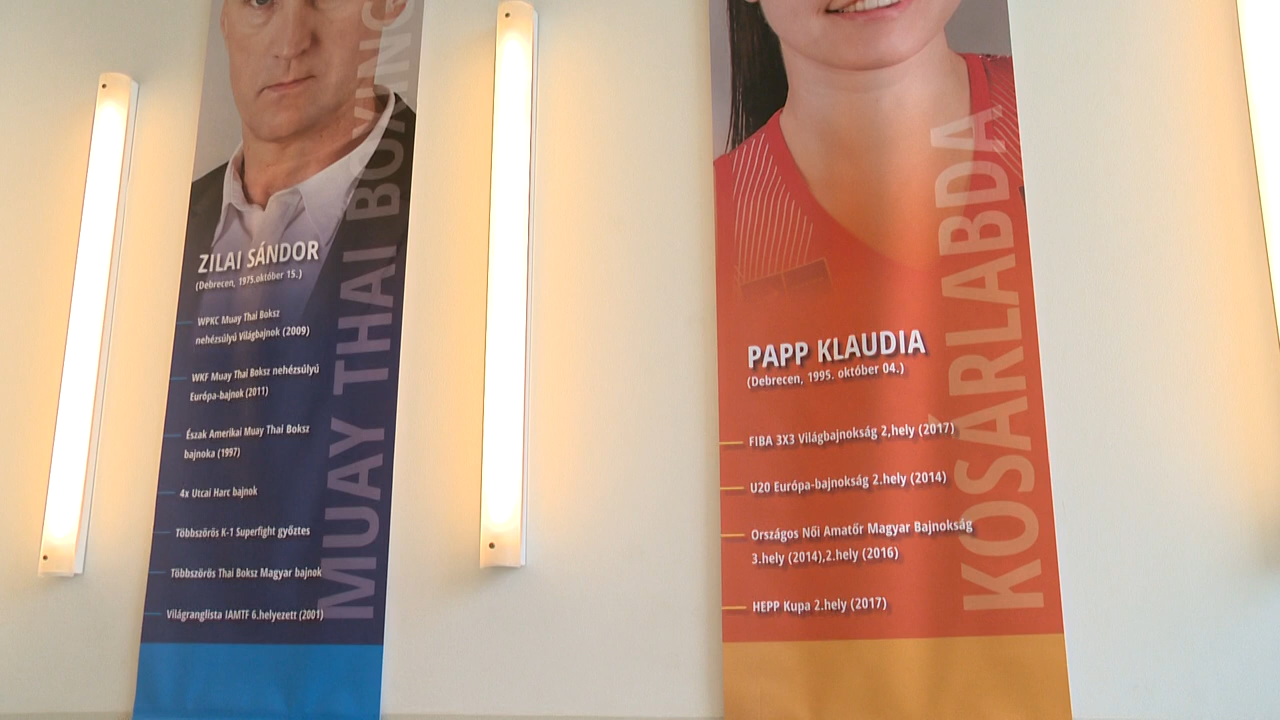 ZILAI SÁNDOR
(Debrecen, 1975.október 15.)
WPKC Muay Thai Boksz
nehézsúlyú Világbajnok (2009)
WKF Muay Thai Boksz nehézsúlyú
Európa-bajnok (2011)
Észak Amerikai Muay Thai Boksz
bajnoka (1997)
4x Utcai Harc bajnok
Többszörös K-1 Superfight győztes
Többszörös Thai Boksz Magyar bajnok
Világranglista IAMTF 6.helyezett (2001)
MUAY THAI BOXING
PAPP KLAUDIA
(Debrecen, 1995. október 04.)
FIBA 3X3 Világbajnokság 2,hely (2017)
U20 Európa-bajnokság 2.hely (2014)
Országos Női Amatőr Magyar Bajnokság
3.hely (2014),2.hely (2016)
HEPP Kupa 2.hely (2017)
KOSÁRLABDA